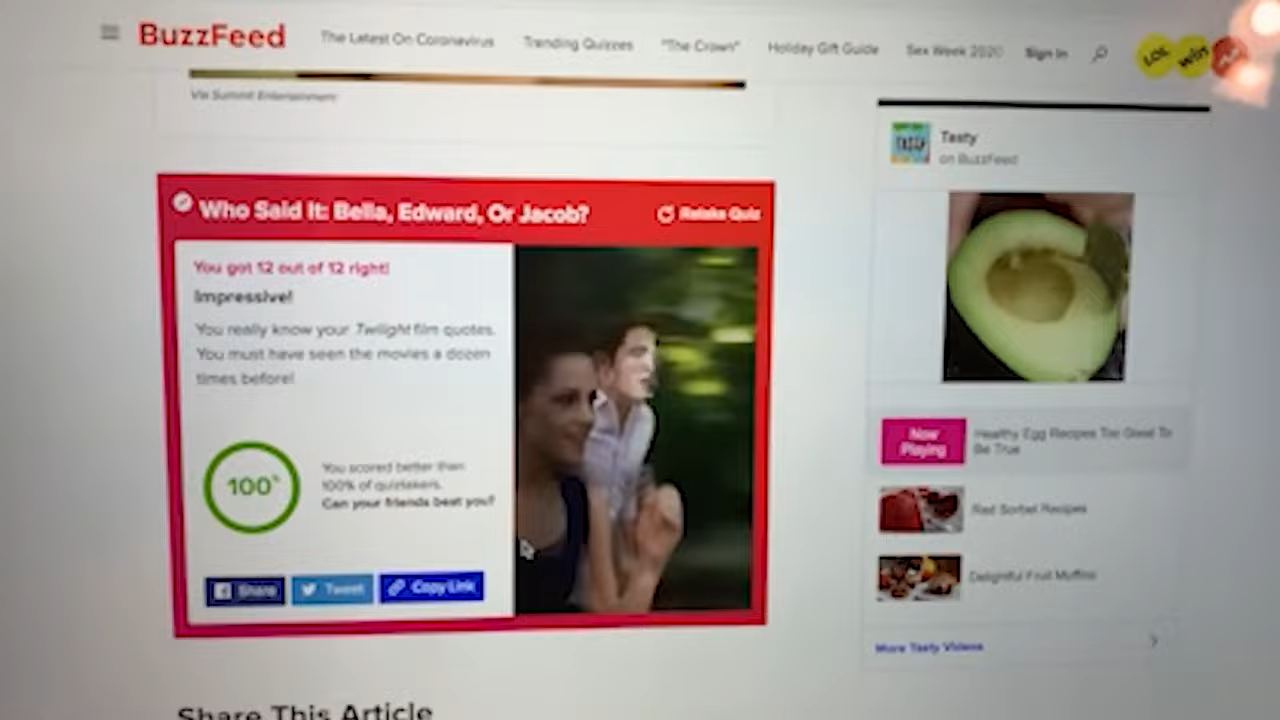 BuzzFeed
The Latest On Coronavirus
Trending Quizzes
"The Crown"
Holiday Gift Guide
Sex Week 2020
Sign In
LOL
win
Via Summit Entertainment
Who Said It: Bella, Edward, Or Jacob?
Retake Quiz
You got 12 out of 12 right!
Impressive!
You really know your Twilight film quotes.
You must have seen the movies a dozen
times before!
100%
You scored better than
100% of quiztakers.
Can your friends beat you?
Share
Tweet
Copy Link
Share This Article
Tasty
on BuzzFeed
Now
Playing
Healthy Egg Recipes Too Good To
Be True
Red Sorbet Recipes
Delightful Fruit Muffins
More Tasty Videos